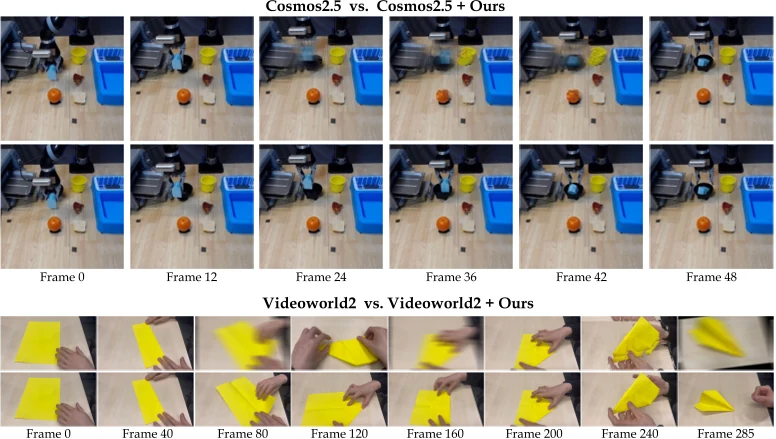 Cosmos2.5 vs. Cosmos2.5 + Ours
Frame 0 Frame 12 Frame 24 Frame 36 Frame 42 Frame 48
Videoworld2 vs. Videoworld2 + Ours
Frame 0 Frame 40 Frame 80 Frame 120 Frame 160 Frame 200 Frame 240 Frame 285